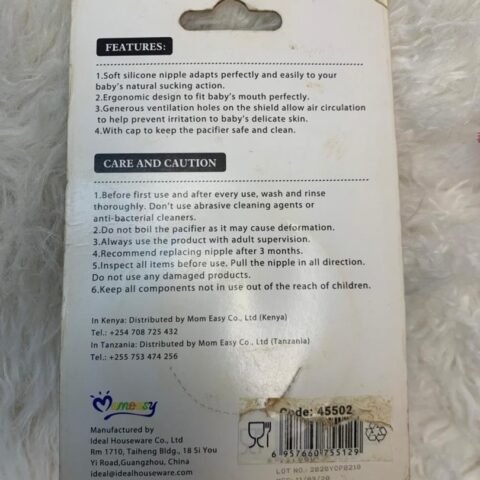 FEATURES:
1.Soft silicone nipple adapts perfectly and easily to your
baby's natural sucking action.
2.Ergonomic design to fit baby's mouth perfectly.
3.Generous ventilation holes on the shield allow air circulation
to help prevent irritation to baby's delicate skin.
4.With cap to keep the pacifier safe and clean.
CARE AND CAUTION
1.Before first use and after every use, wash and rinse
thoroughly. Don't use abrasive cleaning agents or
anti-bacterial cleaners.
2.Do not boil the pacifier as it may cause deformation.
3.Always use the product with adult supervision.
4.Recommend replacing nipple after 3 months.
5.Inspect all items before use. Pull the nipple in all direction.
Do not use any damaged products.
6.Keep all components not in use out of the reach of children.
In Kenya: Distributed by Mom Easy Co., Ltd (Kenya)
Tel.: +254 708 725 432
In Tanzania: Distributed by Mom Easy Co., Ltd (Tanzania)
Tel.: +255 753 474 256
Momeasy
Manufactured by
Ideal Houseware Co., Ltd
Rm 1710, Taiheng Bldg., 18 Si You
Yi Road,Guangzhou, China
ideal@idealhouseware.com
Code: 45502
6 957660 755129
LOT NO.: 2020YOP8210